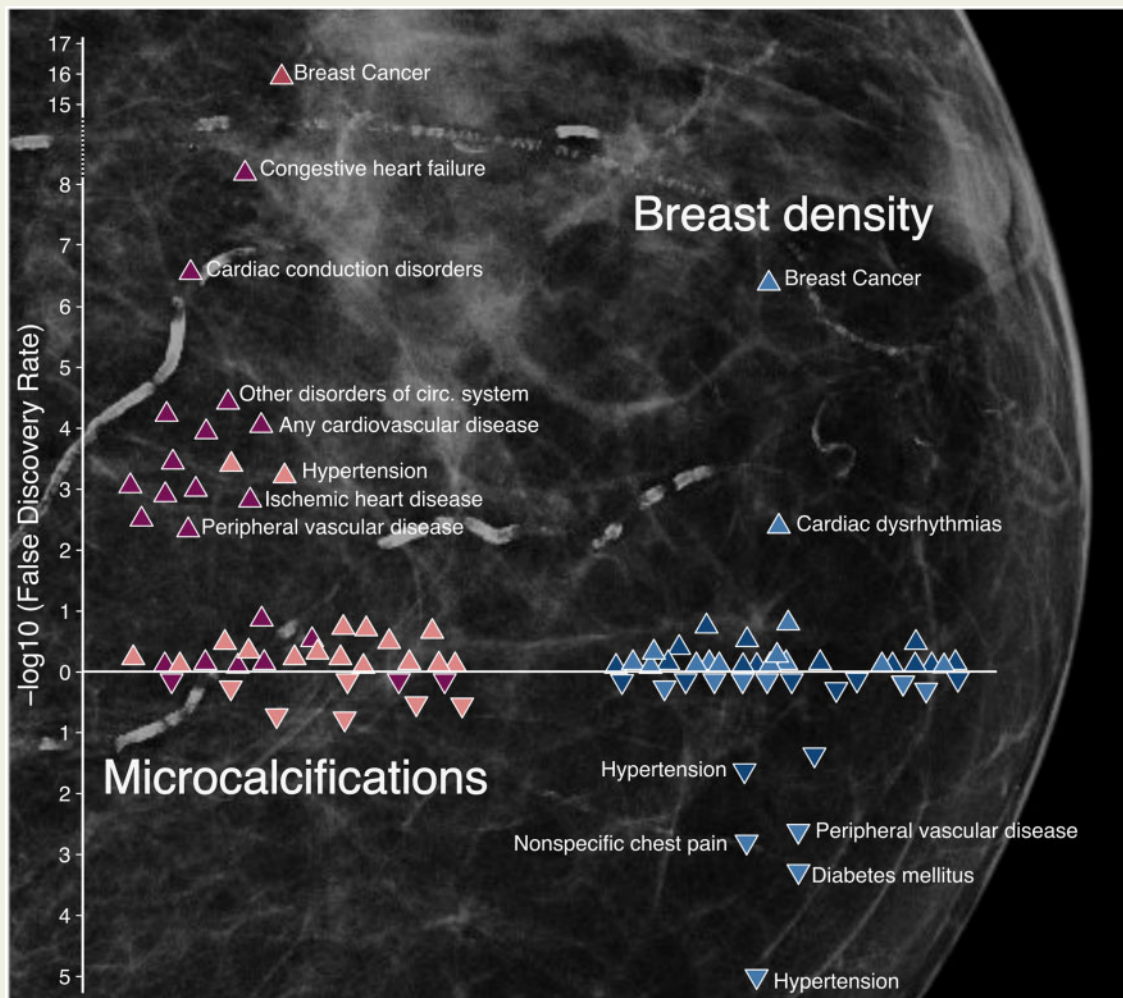 17
16
Breast Cancer
15
Congestive heart failure
8
Breast density
7
Cardiac conduction disorders
Breast Cancer
6
–log10 (False Discovery Rate)
5
Other disorders of circ. system
4
Any cardiovascular disease
Hypertension
3
Ischemic heart disease
Peripheral vascular disease
Cardiac dysrhythmias
2
1
0
1
Microcalcifications
Hypertension
2
Peripheral vascular disease
Nonspecific chest pain
3
Diabetes mellitus
4
5
Hypertension